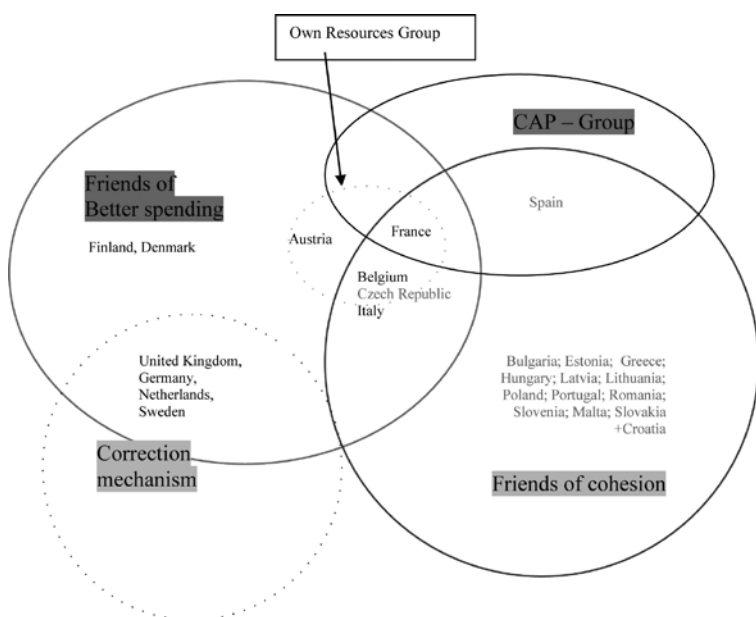 Own Resources Group
CAP – Group
Friends of
Better spending
Spain
Finland, Denmark
Austria
France
Belgium
Czech Republic
Italy
United Kingdom,
Germany,
Netherlands,
Sweden
Bulgaria; Estonia; Greece;
Hungary; Latvia; Lithuania;
Poland; Portugal; Romania;
Slovenia; Malta; Slovakia
+Croatia
Correction
mechanism
Friends of cohesion